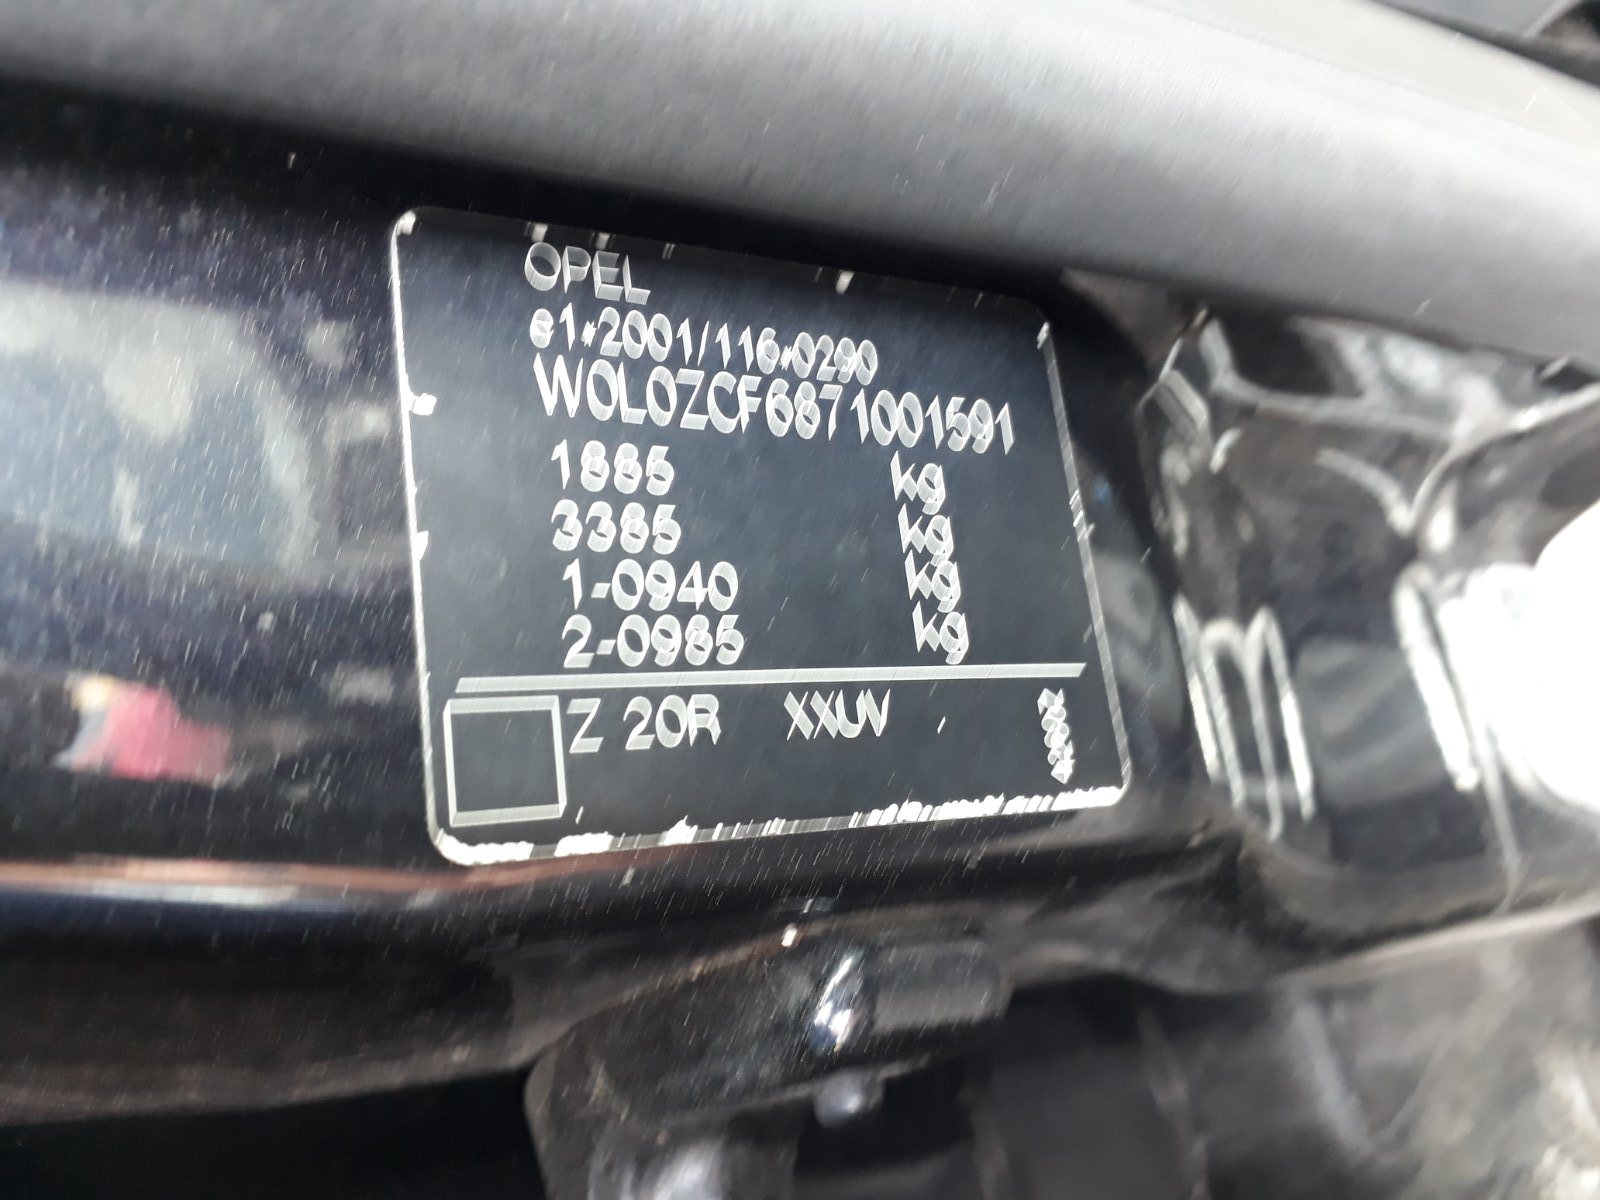 OPEL
e1*2001/116*0290
W0L0ZCF6871001591
1885 kg
3385 kg
1-0940 kg
2-0985 kg
Z 20R XXUV